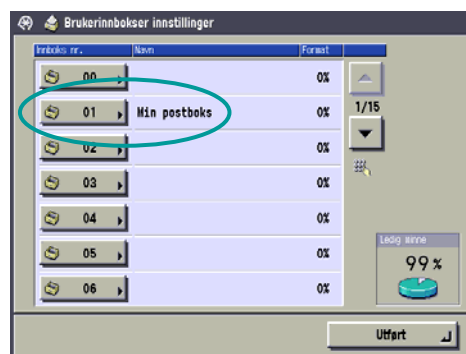 Brukerinnbokser innstillinger
Innboks nr. Navn Format
00 0%
01 Min postboks 0%
1/15
02 0%
03 0%
04 0%
05 0%
Ledig minne
99 %
06 0%
Utført